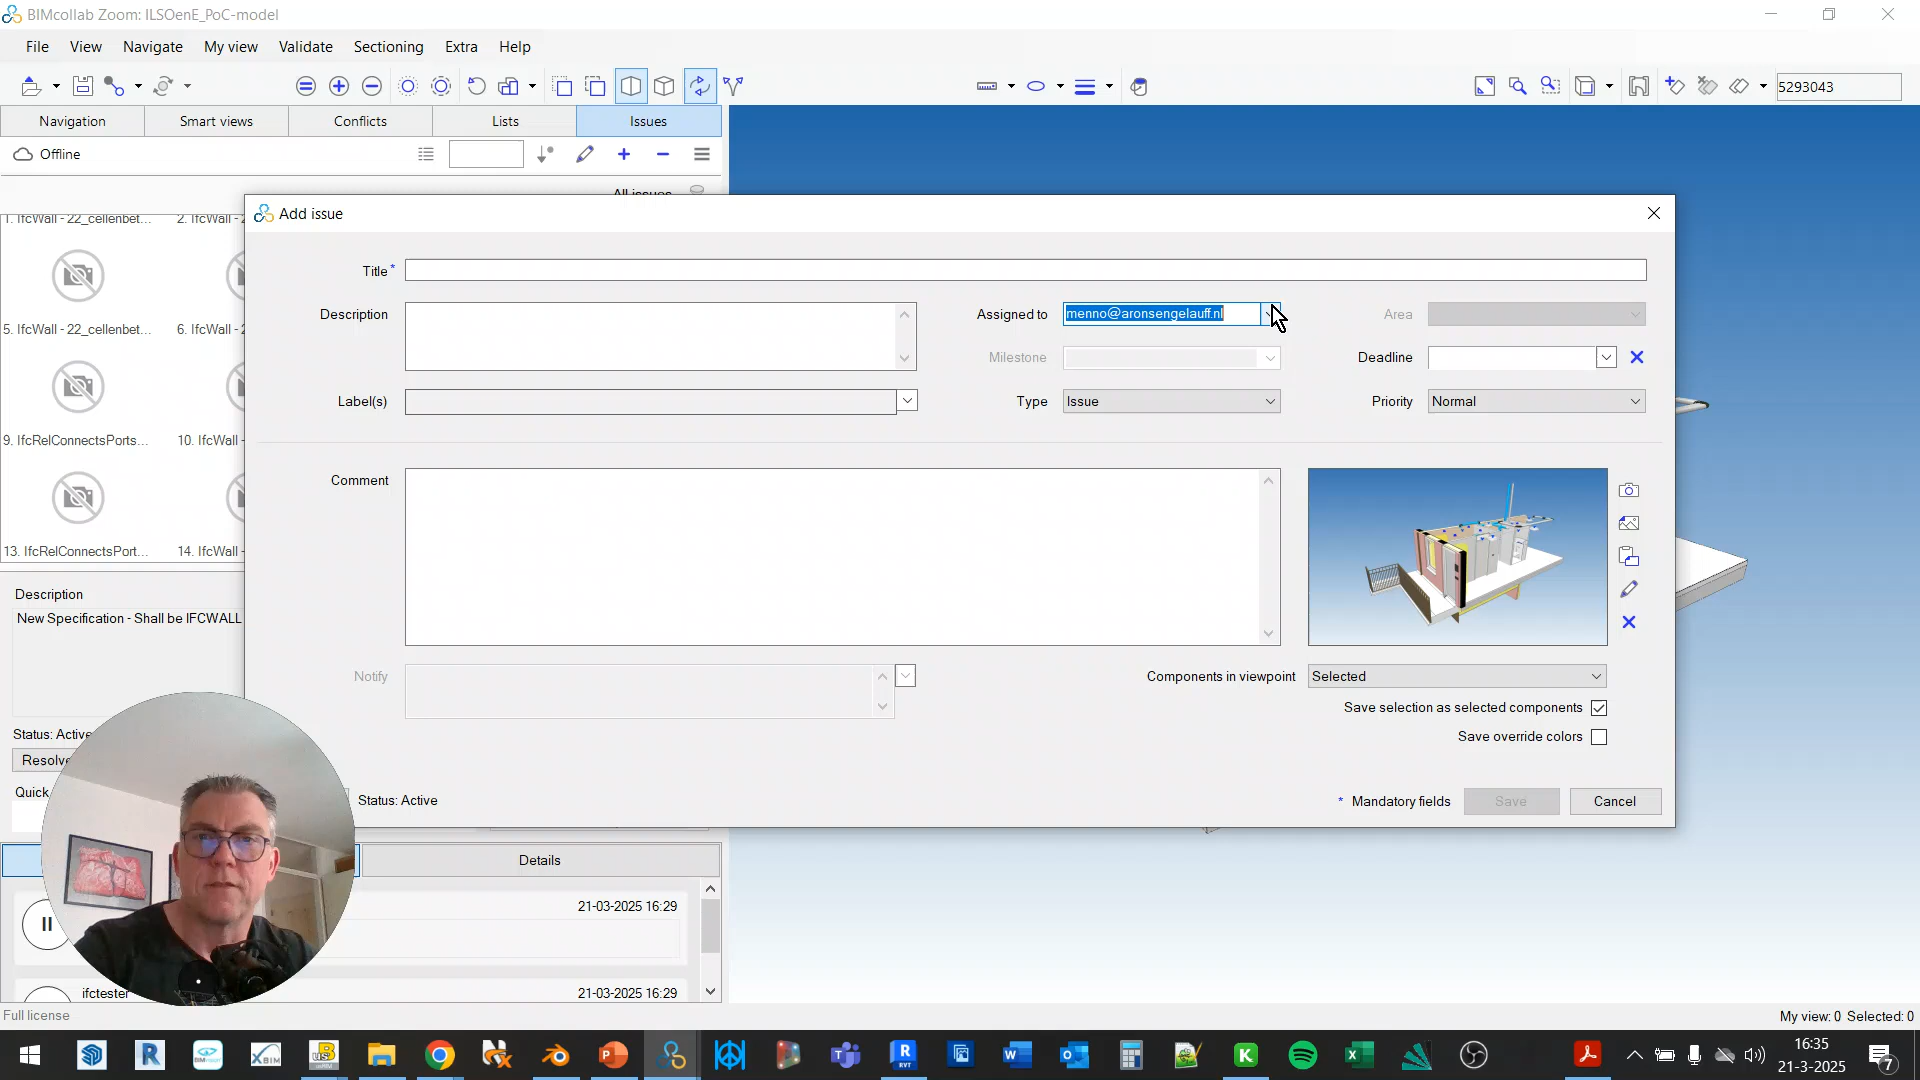 BIMcollab Zoom: ILSOenE_PoC-model
File View Navigate My view Validate Sectioning Extra Help
5293043
Navigation Smart views Conflicts Lists Issues
Offline
All issues
1. IfcWall - 22_cellenbet... 2. IfcWall - 2
5. IfcWall - 22_cellenbet... 6. IfcWall - 2
9. IfcRelConnectsPorts... 10. IfcWall -
13. IfcRelConnectsPort... 14. IfcWall -
Add issue
Title *
Description
Assigned to menno@aronsengelauff.nl
Area
Milestone
Deadline
Label(s)
Type Issue
Priority Normal
Comment
Notify
Components in viewpoint Selected
Save selection as selected components
Save override colors
Status: Active
* Mandatory fields Save Cancel
Description
New Specification - Shall be IFCWALL
Status: Active
Resolve
Quick
Details
21-03-2025 16:29
ifctester 21-03-2025 16:29
Full license
My view: 0 Selected: 0
16:35
21-3-2025
7